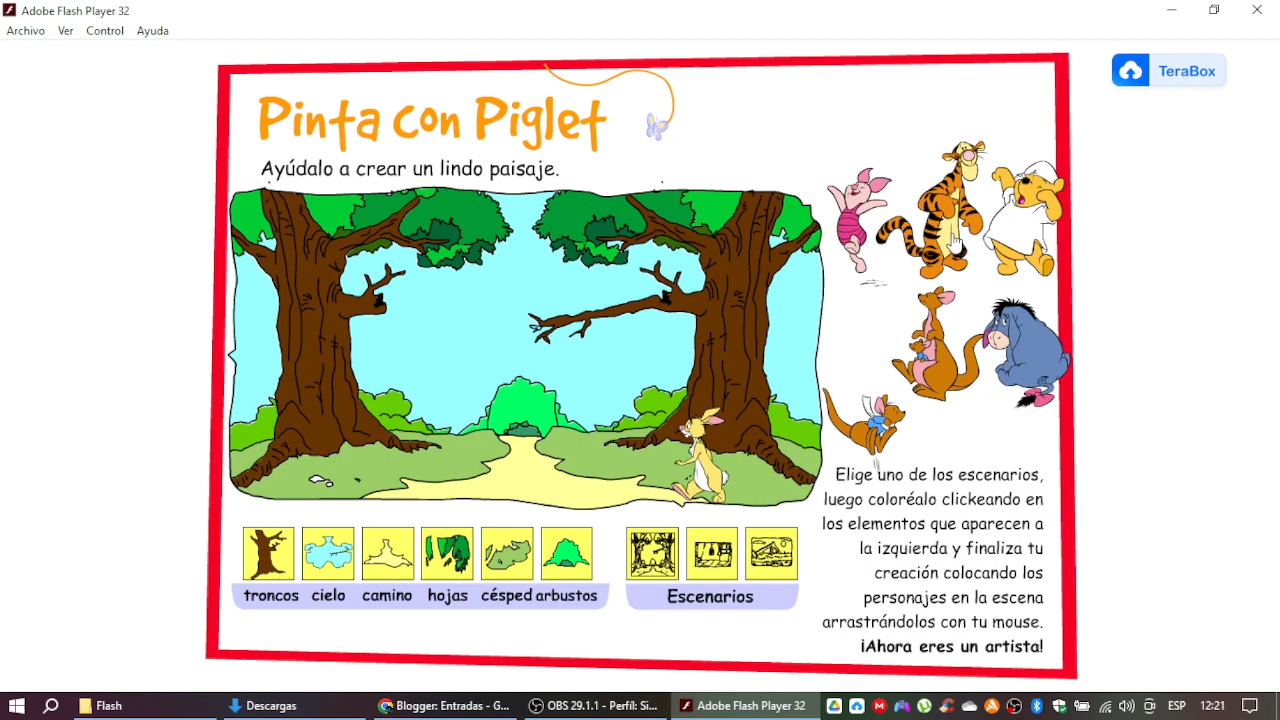 Adobe Flash Player 32
Archivo Ver Control Ayuda
TeraBox
Pinta con Piglet
Ayúdalo a crear un lindo paisaje.
Elige uno de los escenarios,
luego coloréalo clickeando en
los elementos que aparecen a
la izquierda y finaliza tu
creación colocando los
personajes en la escena
arrastrándolos con tu mouse.
¡Ahora eres un artista!
troncos cielo camino hojas césped arbustos
Escenarios
Flash Descargas Blogger: Entradas - G... OBS 29.1.1 - Perfil: Si... Adobe Flash Player 32 ESP 12:21